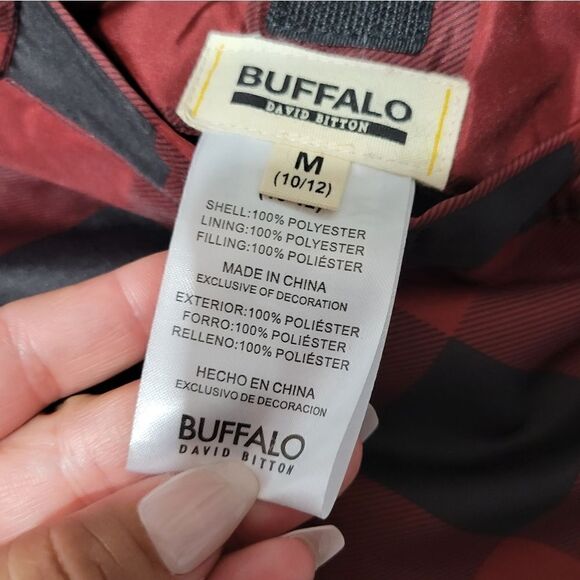 BUFFALO
DAVID BITTON
M
(10/12)
SHELL:100% POLYESTER
LINING:100% POLYESTER
FILLING:100% POLIÉSTER
MADE IN CHINA
EXCLUSIVE OF DECORATION
EXTERIOR:100% POLIÉSTER
FORRO:100% POLIÉSTER
RELLENO:100% POLIÉSTER
HECHO EN CHINA
EXCLUSIVO DE DECORACION
BUFFALO
DAVID BITTON